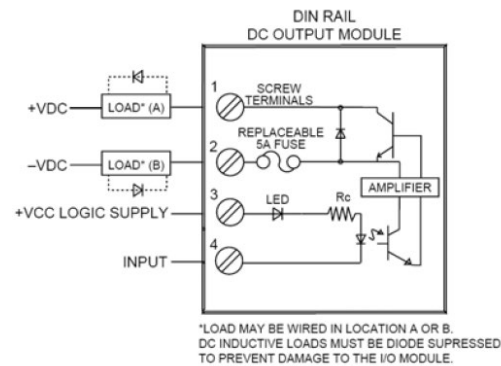 DIN RAIL
DC OUTPUT MODULE
+VDC
LOAD* (A)
1
SCREW
TERMINALS
REPLACEABLE
5A FUSE
–VDC
LOAD* (B)
2
AMPLIFIER
+VCC LOGIC SUPPLY
3
LED
Rc
4
INPUT
*LOAD MAY BE WIRED IN LOCATION A OR B.
DC INDUCTIVE LOADS MUST BE DIODE SUPRESSED
TO PREVENT DAMAGE TO THE I/O MODULE.